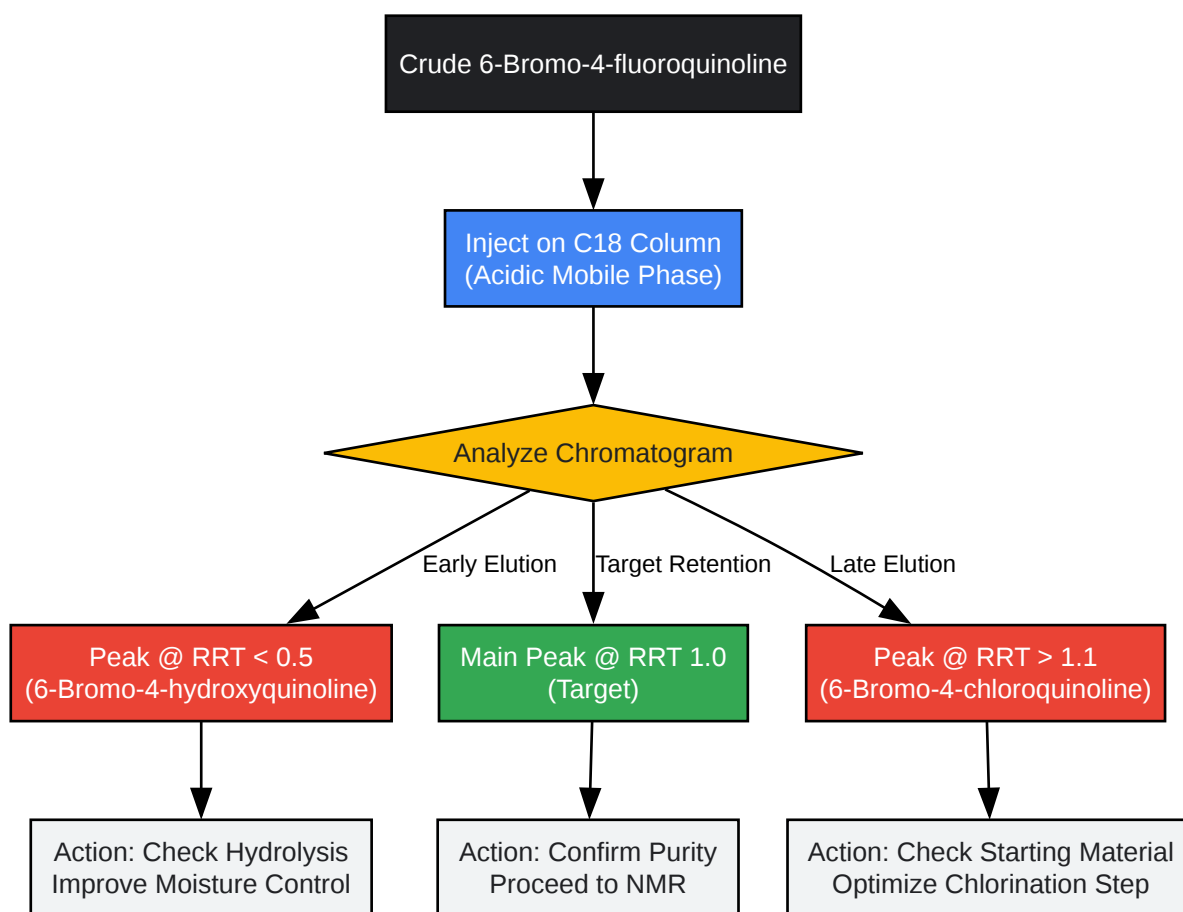 Crude 6-Bromo-4-fluoroquinoline
Inject on C18 Column
(Acidic Mobile Phase)
Analyze Chromatogram
Early Elution
Target Retention
Late Elution
Peak @ RRT < 0.5
(6-Bromo-4-hydroxyquinoline)
Main Peak @ RRT 1.0
(Target)
Peak @ RRT > 1.1
(6-Bromo-4-chloroquinoline)
Action: Check Hydrolysis
Improve Moisture Control
Action: Confirm Purity
Proceed to NMR
Action: Check Starting Material
Optimize Chlorination Step